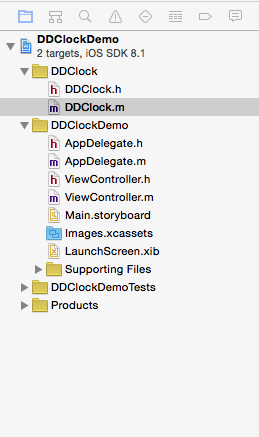 DDClockDemo
2 targets, iOS SDK 8.1
DDClock
h DDClock.h
m DDClock.m
DDClockDemo
h AppDelegate.h
m AppDelegate.m
h ViewController.h
m ViewController.m
Main.storyboard
Images.xcassets
LaunchScreen.xib
Supporting Files
DDClockDemoTests
Products